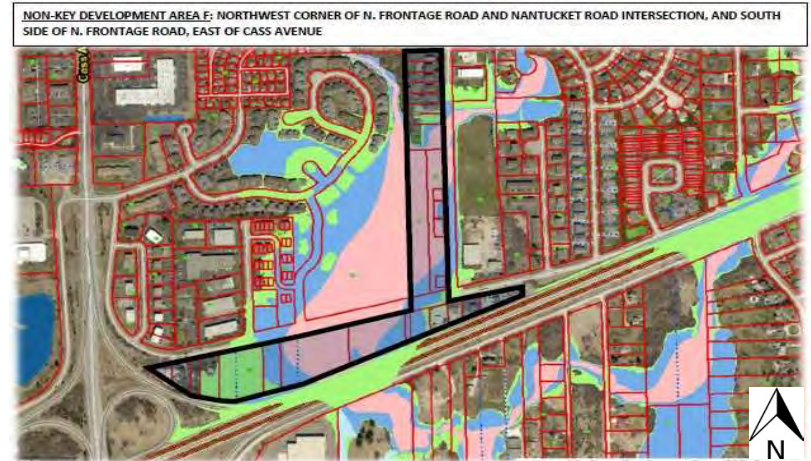 NON-KEY DEVELOPMENT AREA F: NORTHWEST CORNER OF N. FRONTAGE ROAD AND NANTUCKET ROAD INTERSECTION, AND SOUTH
SIDE OF N. FRONTAGE ROAD, EAST OF CASS AVENUE
Cass A
N